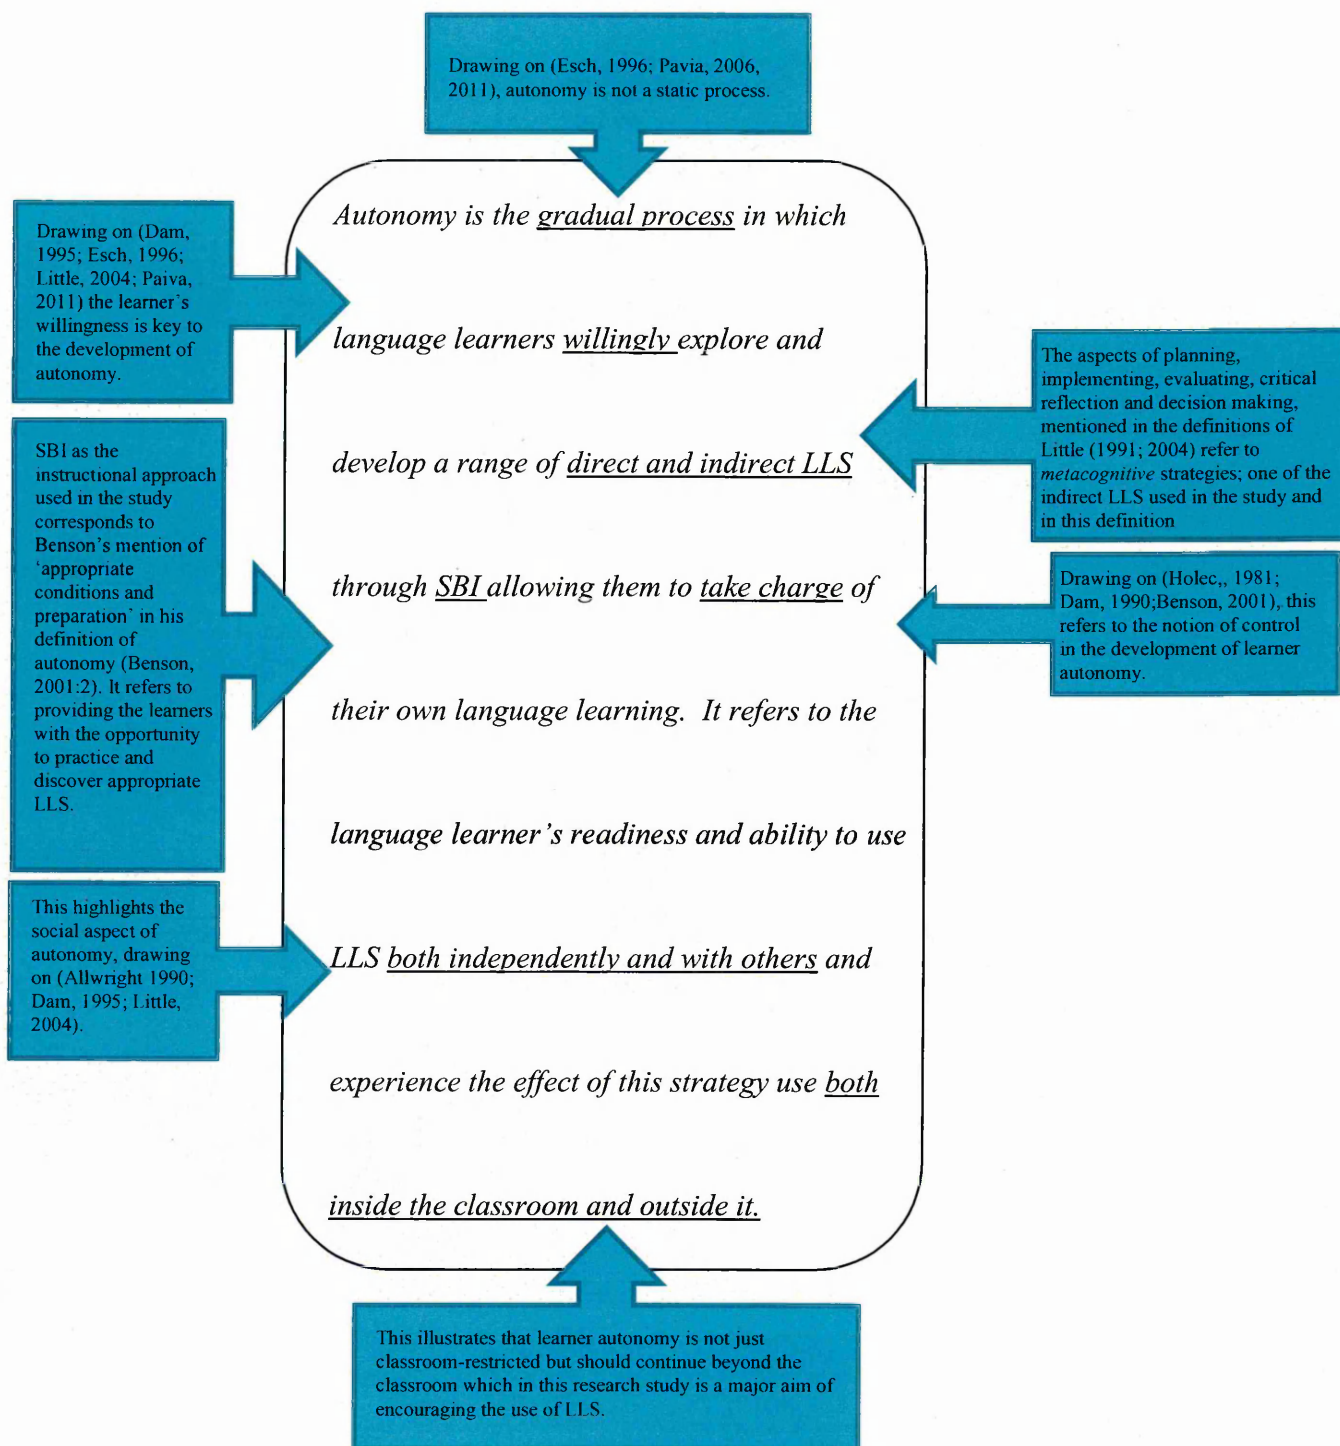 Drawing on (Esch, 1996; Pavia, 2006,
2011), autonomy is not a static process.
Autonomy is the gradual process in which
Drawing on (Dam,
1995; Esch, 1996;
Little, 2004; Paiva,
2011) the learner's
willingness is key to
the development of
autonomy.
language learners willingly explore and
The aspects of planning,
implementing, evaluating, critical
reflection and decision making,
mentioned in the definitions of
Little (1991; 2004) refer to
metacognitive strategies; one of the
indirect LLS used in the study and
in this definition
develop a range of direct and indirect LLS
SBI as the
instructional approach
used in the study
corresponds to
Benson's mention of
'appropriate
conditions and
preparation' in his
definition of
autonomy (Benson,
2001:2). It refers to
providing the learners
with the opportunity
to practice and
discover appropriate
LLS.
through SBI allowing them to take charge of
Drawing on (Holec,, 1981;
Dam, 1990;Benson, 2001), this
refers to the notion of control
in the development of learner
autonomy.
their own language learning. It refers to the
language learner's readiness and ability to use
This highlights the
social aspect of
autonomy, drawing
on (Allwright 1990;
Dam, 1995; Little,
2004).
LLS both independently and with others and
experience the effect of this strategy use both
inside the classroom and outside it.
This illustrates that learner autonomy is not just
classroom-restricted but should continue beyond the
classroom which in this research study is a major aim of
encouraging the use of LLS.